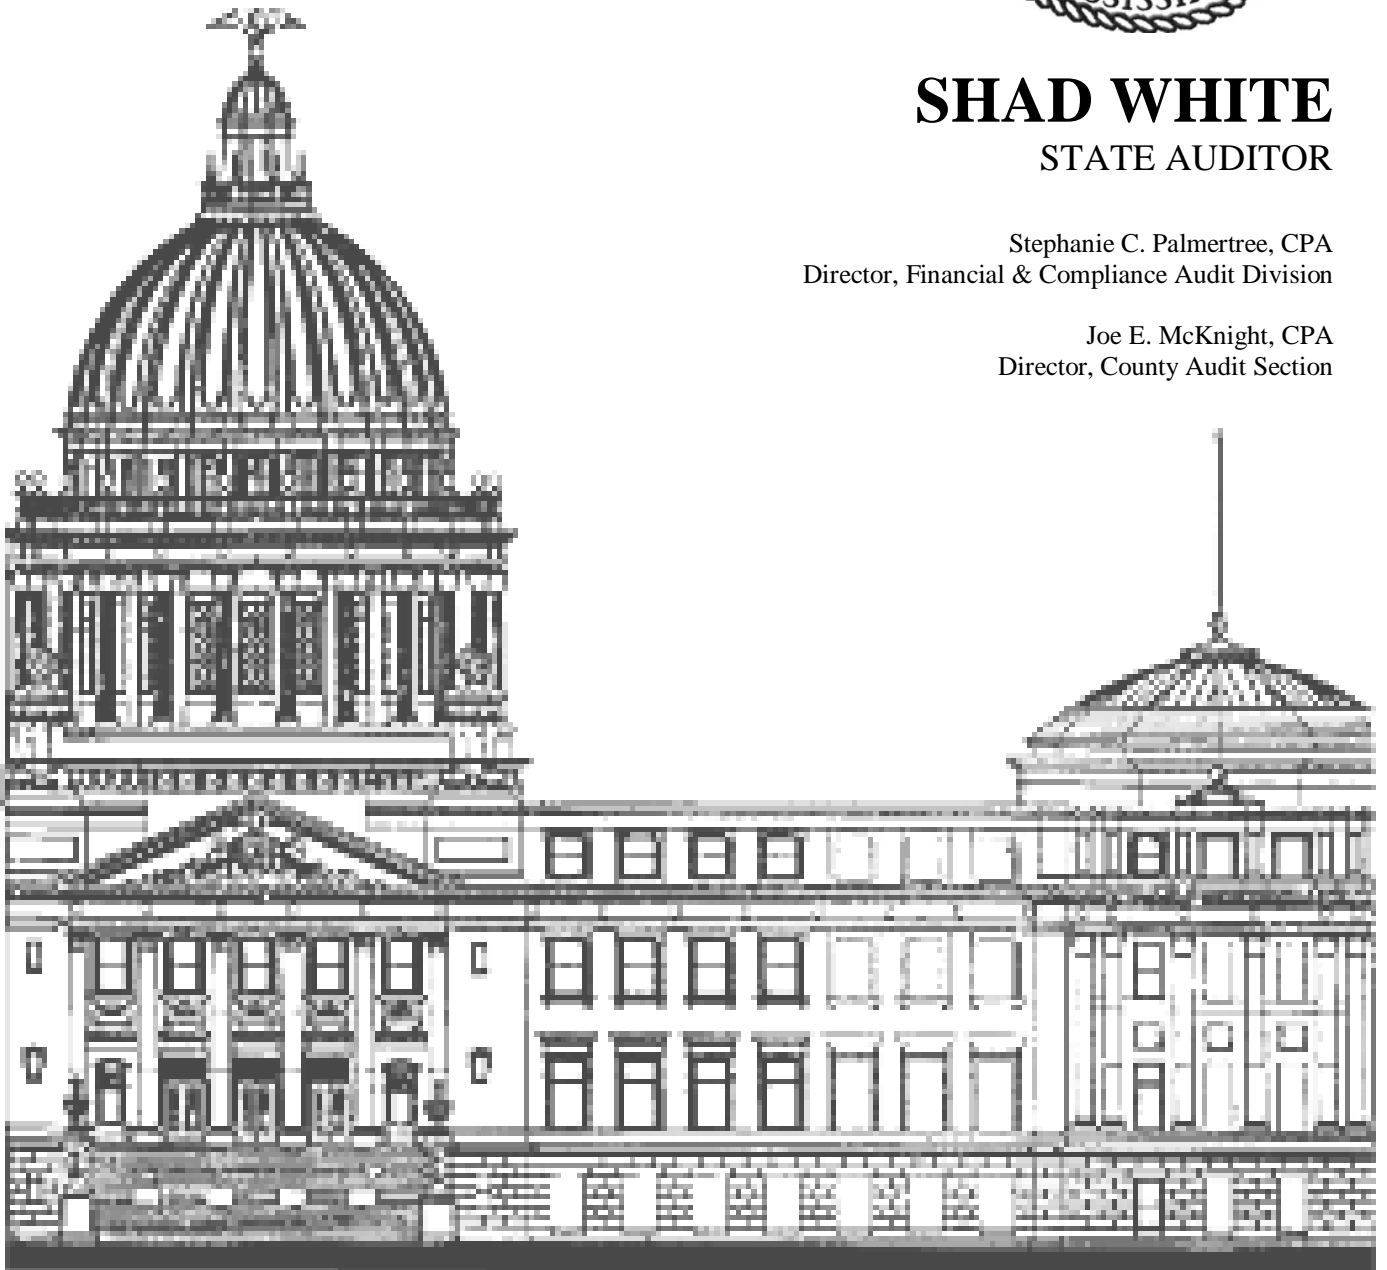 SHAD WHITE
STATE AUDITOR
Stephanie C. Palmertree, CPA
Director, Financial & Compliance Audit Division
Joe E. McKnight, CPA
Director, County Audit Section